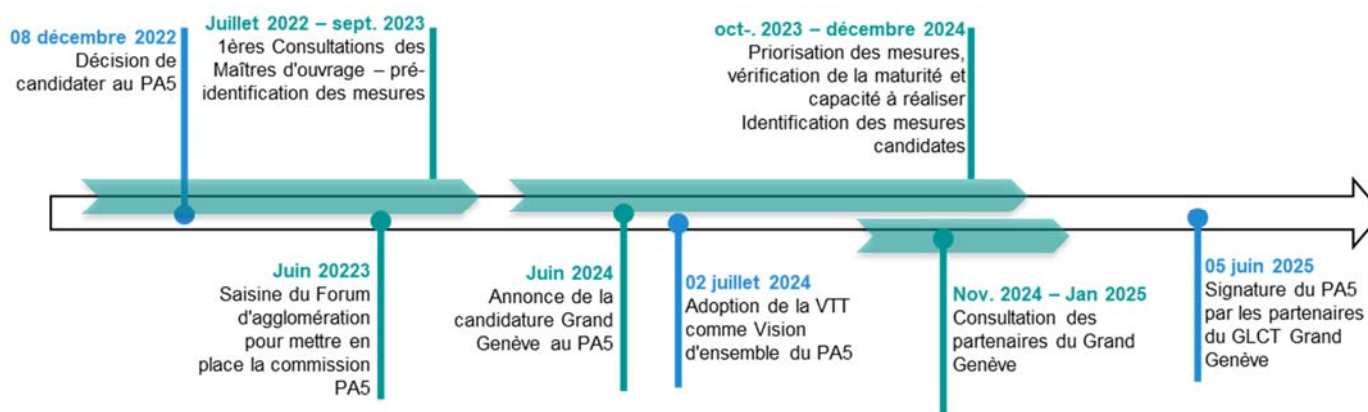 08 décembre 2022
Décision de
candidater au PA5
Juillet 2022 – sept. 2023
1ères Consultations des
Maîtres d'ouvrage – pré-
identification des mesures
oct-. 2023 – décembre 2024
Priorisation des mesures,
vérification de la maturité et
capacité à réaliser
Identification des mesures
candidates
Juin 20223
Saisine du Forum
d'agglomération
pour mettre en
place la commission
PA5
Juin 2024
Annonce de la
candidature Grand
Genève au PA5
02 juillet 2024
Adoption de la VTT
comme Vision
d'ensemble du PA5
Nov. 2024 – Jan 2025
Consultation des
partenaires du Grand
Genève
05 juin 2025
Signature du PA5
par les partenaires
du GLCT Grand
Genève